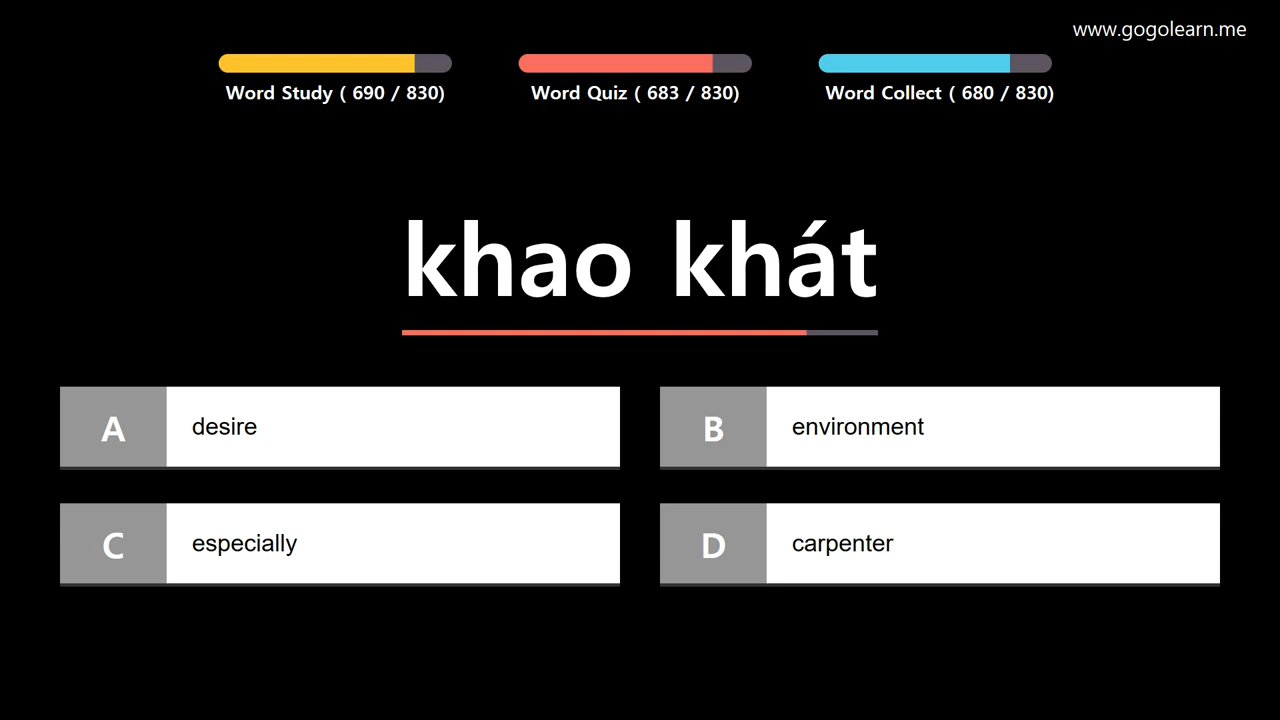 www.gogolearn.me
Word Study ( 690 / 830)
Word Quiz ( 683 / 830)
Word Collect ( 680 / 830)
khao khát
A desire
B environment
C especially
D carpenter